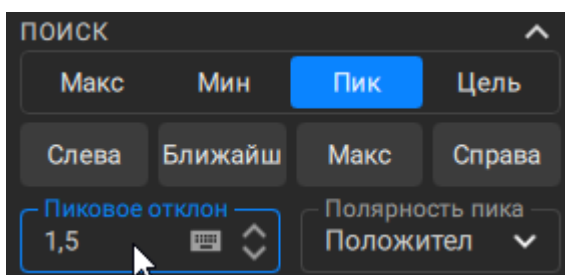 ПОИСК
Макс Мин Пик Цель
Слева Ближайш Макс Справа
Пиковое отклон Полярность пика
1,5 Положител